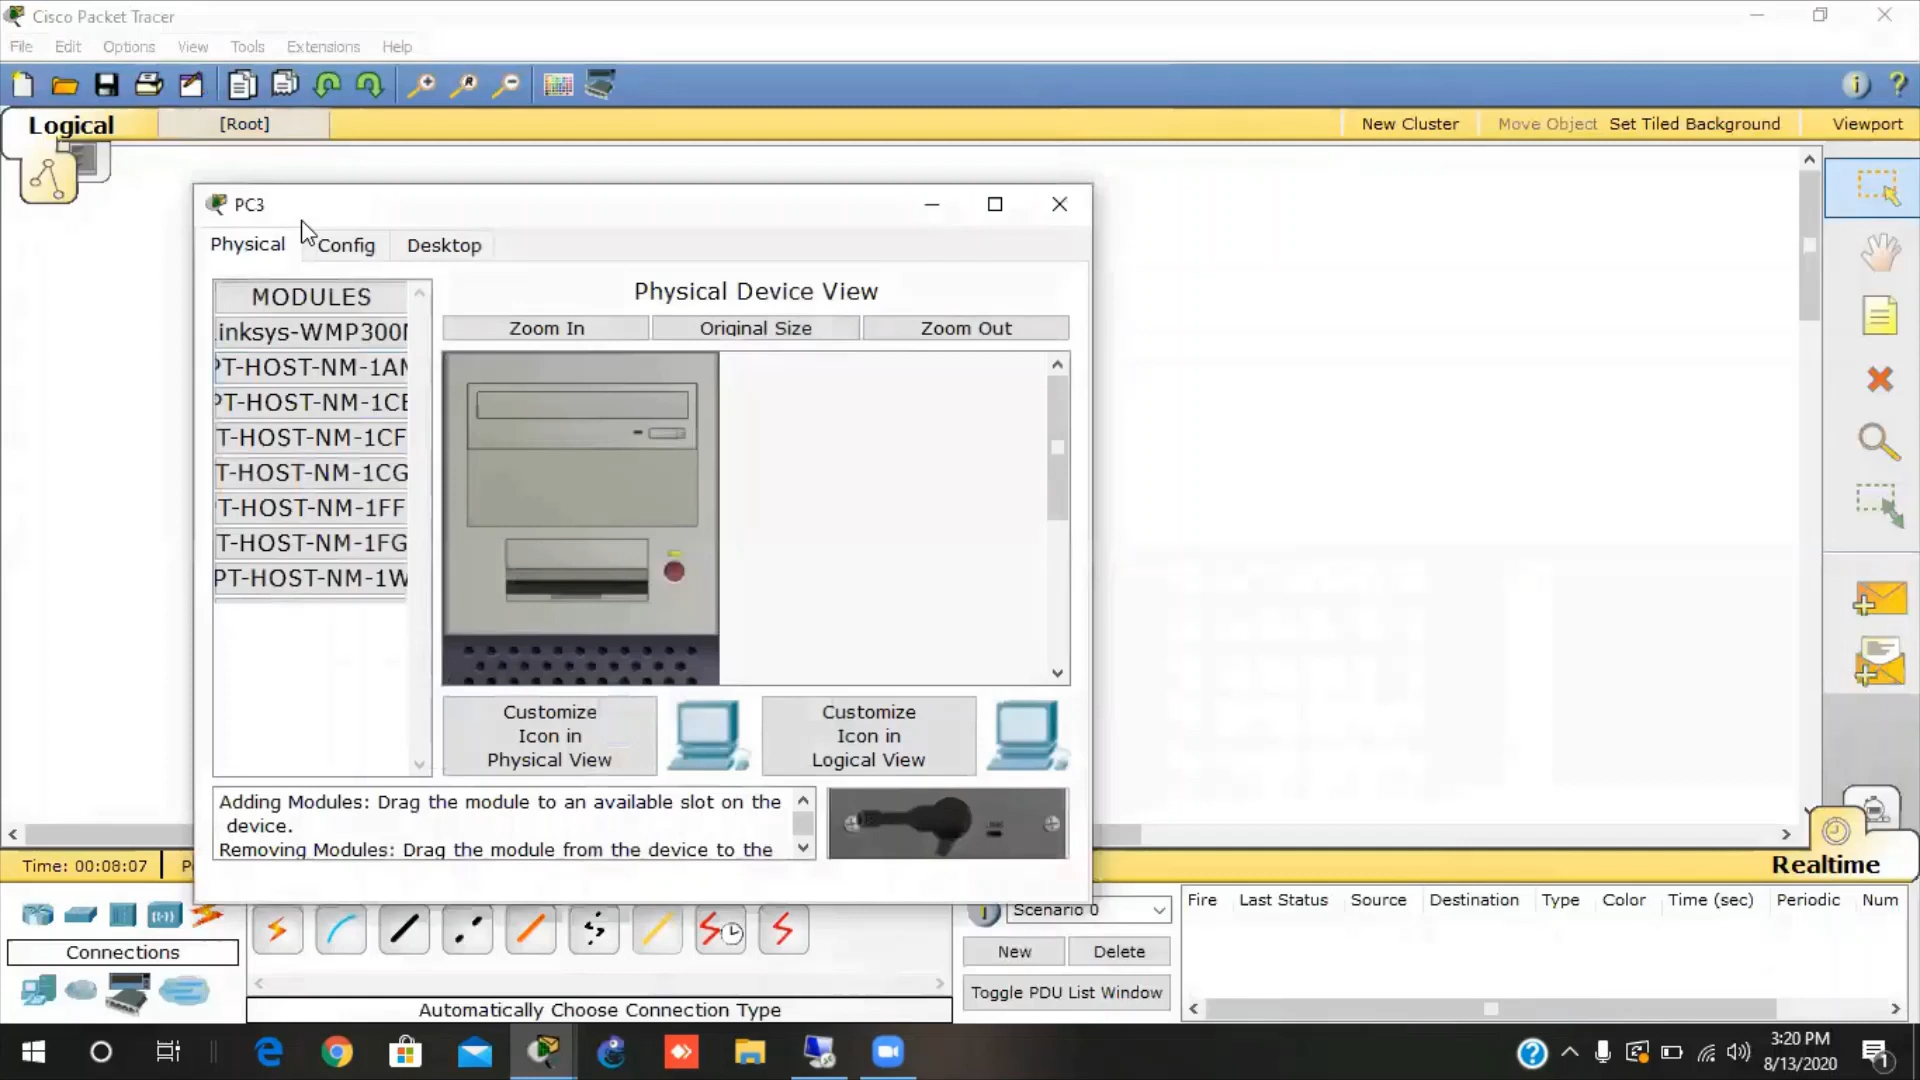 Cisco Packet Tracer
File Edit Options View Tools Extensions Help
Logical
[Root]
New Cluster
Move Object
Set Tiled Background
Viewport
PC3
Physical
Config
Desktop
MODULES
inksys-WMP300
PT-HOST-NM-1AM
PT-HOST-NM-1CE
T-HOST-NM-1CF
T-HOST-NM-1CG
T-HOST-NM-1FF
T-HOST-NM-1FG
PT-HOST-NM-1W
Physical Device View
Zoom In
Original Size
Zoom Out
Customize
Icon in
Physical View
Customize
Icon in
Logical View
Adding Modules: Drag the module to an available slot on the
device.
Removing Modules: Drag the module from the device to the
Time: 00:08:07
Realtime
Connections
Automatically Choose Connection Type
Scenario 0
New
Delete
Toggle PDU List Window
Fire Last Status Source Destination Type Color Time (sec) Periodic Num
3:20 PM
8/13/2020
1